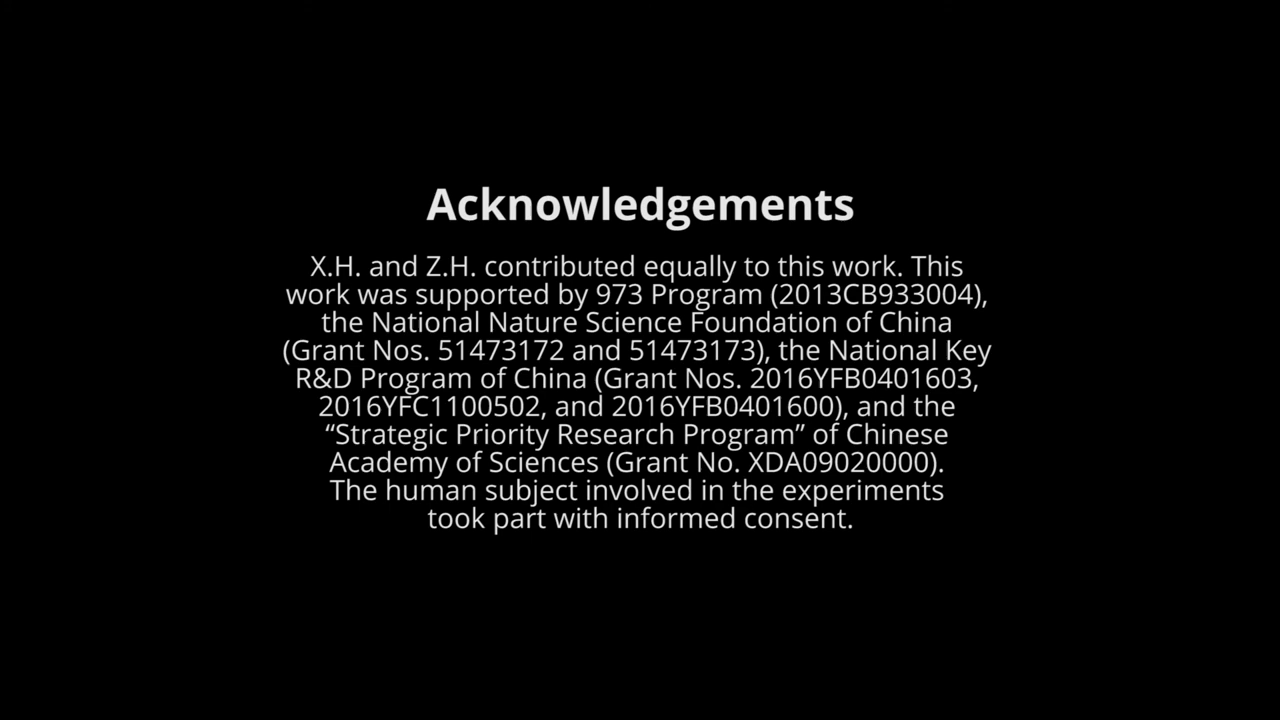 Acknowledgements
X.H. and Z.H. contributed equally to this work. This
work was supported by 973 Program (2013CB933004),
the National Nature Science Foundation of China
(Grant Nos. 51473172 and 51473173), the National Key
R&D Program of China (Grant Nos. 2016YFB0401603,
2016YFC1100502, and 2016YFB0401600), and the
“Strategic Priority Research Program” of Chinese
Academy of Sciences (Grant No. XDA09020000).
The human subject involved in the experiments
took part with informed consent.